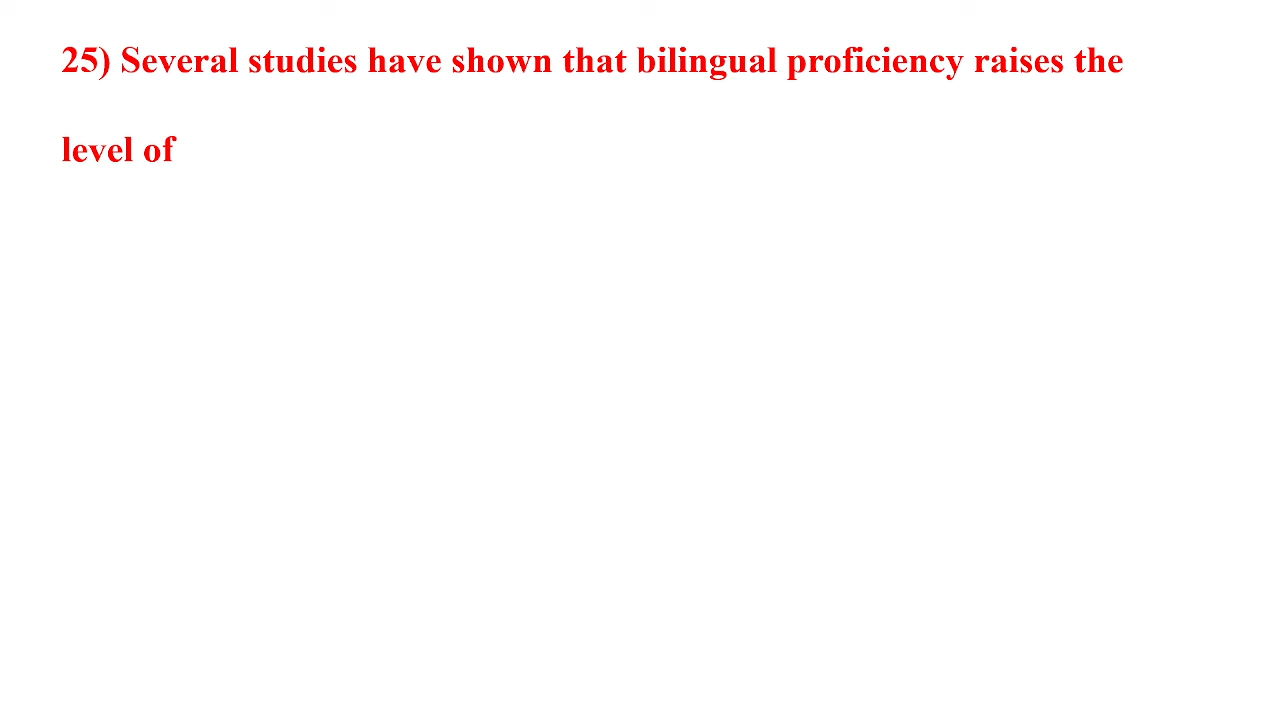 25) Several studies have shown that bilingual proficiency raises the
level of